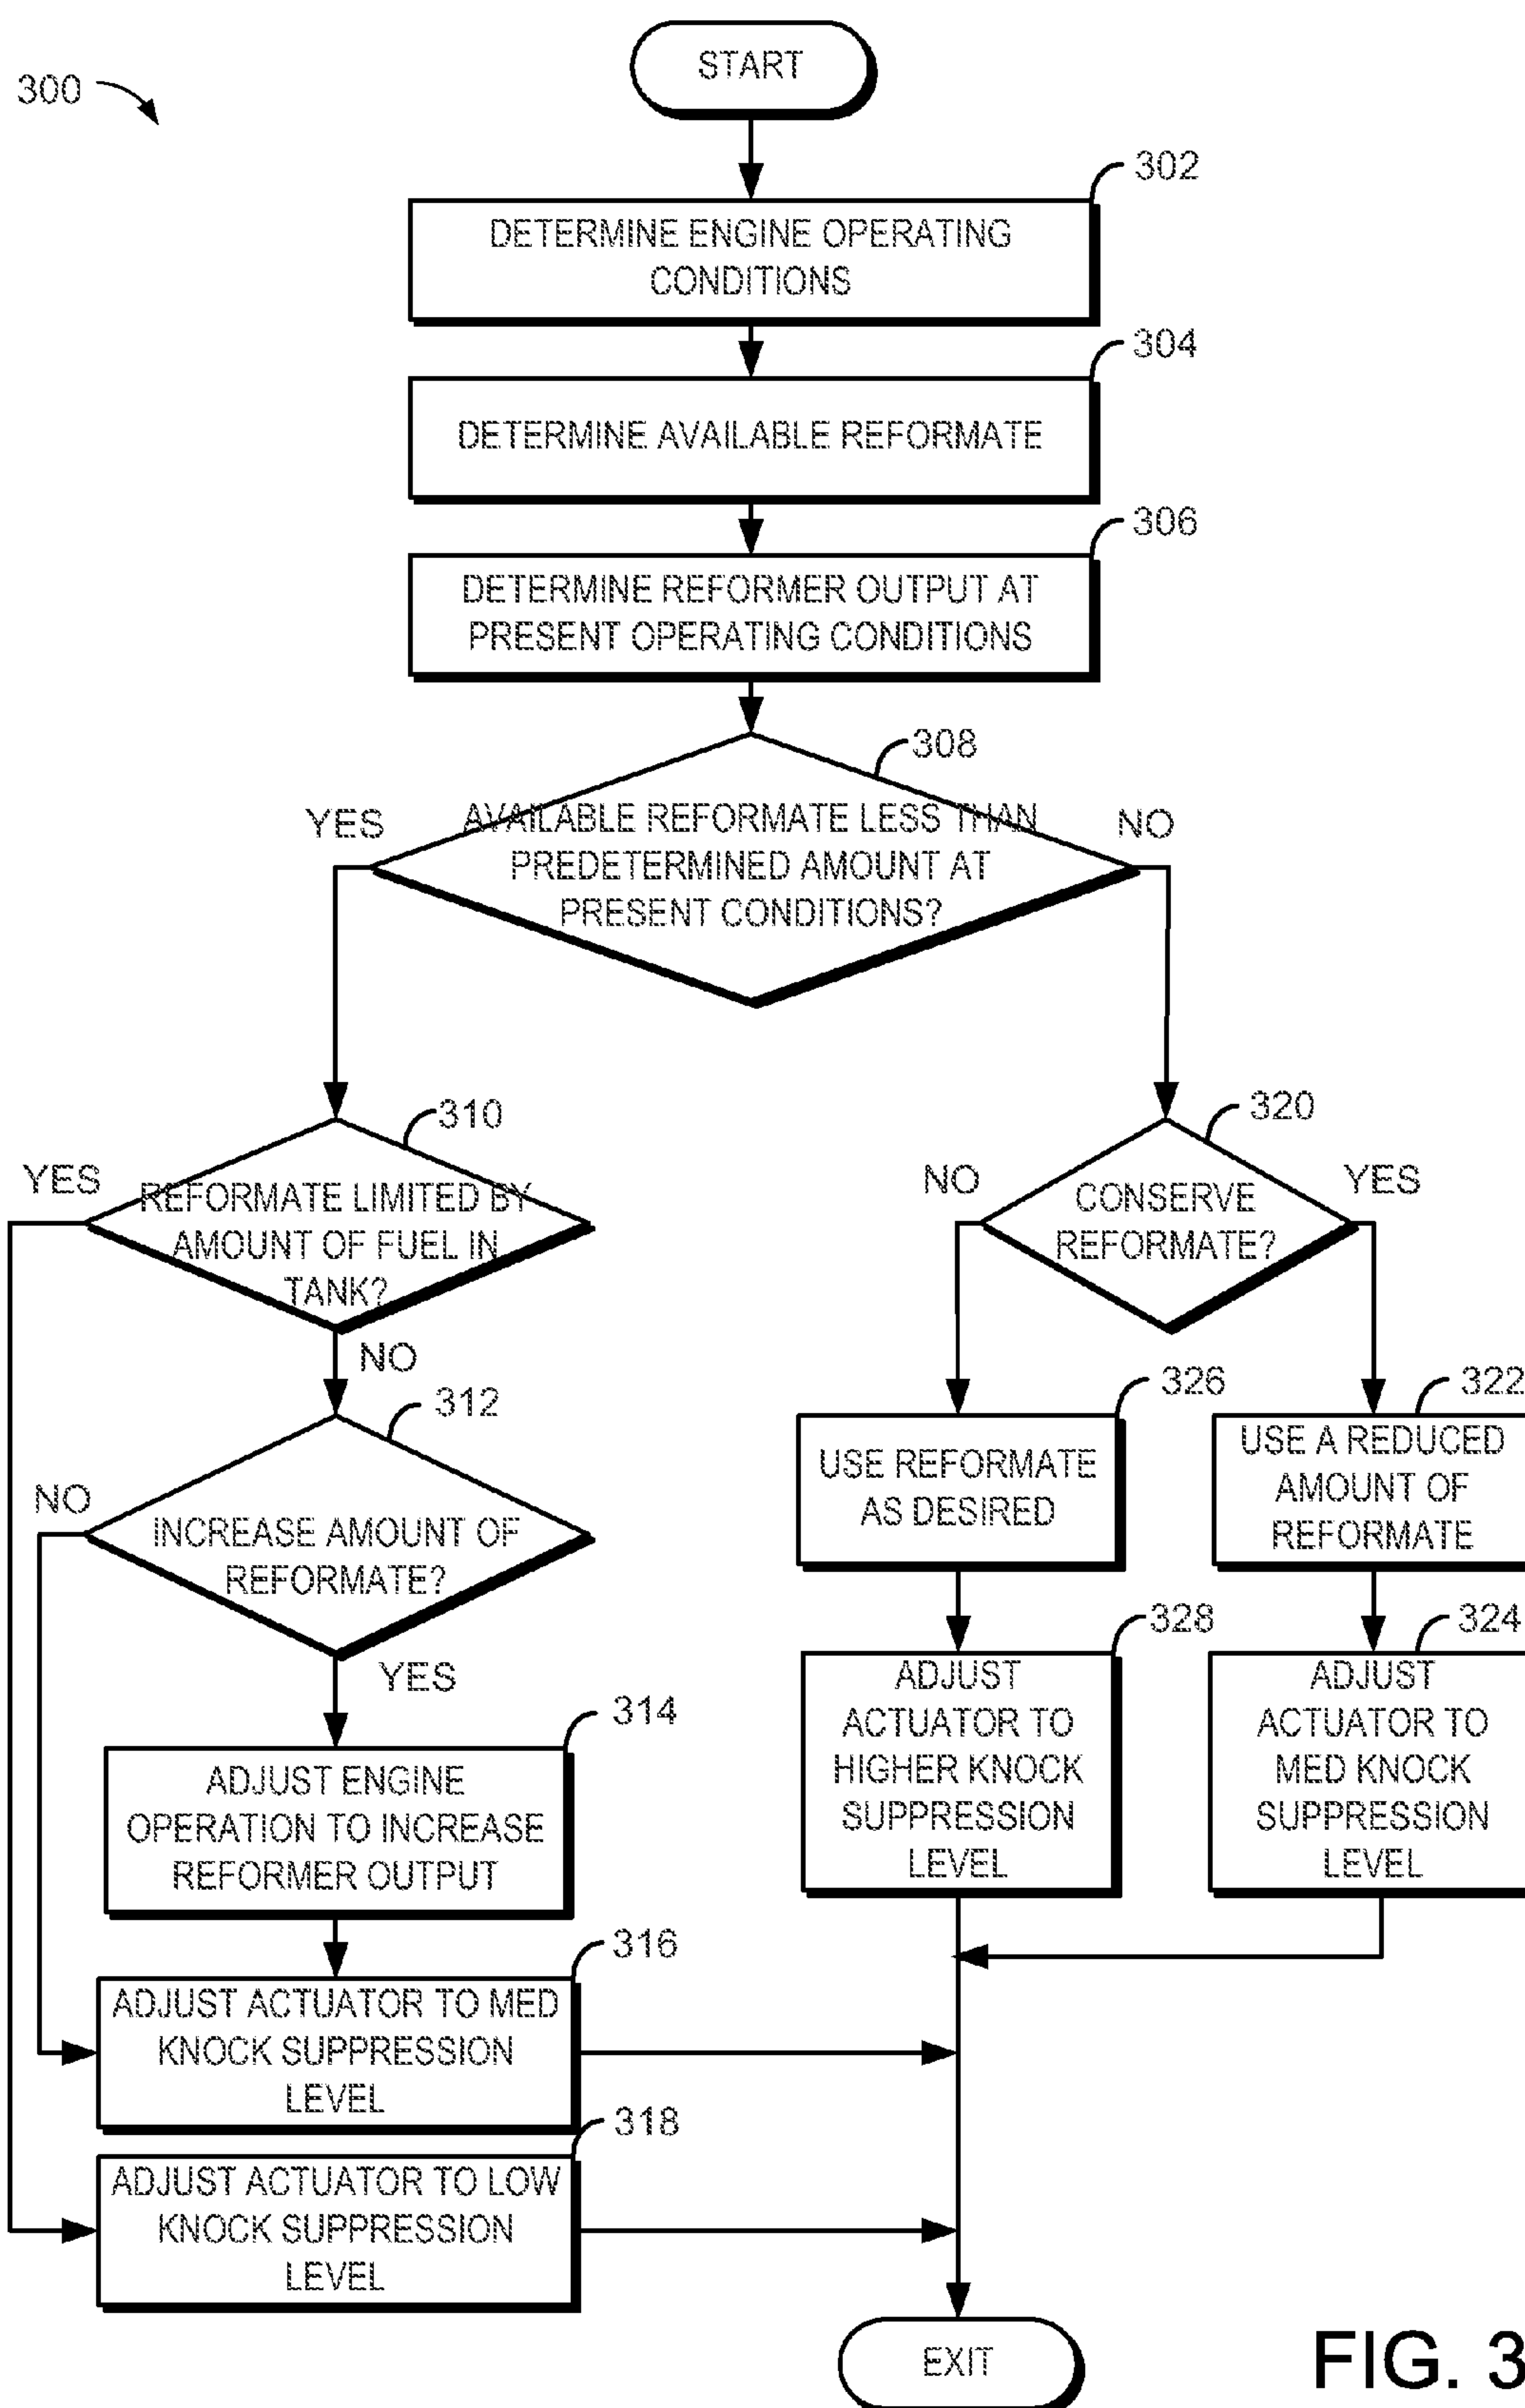 START
300
302
DETERMINE ENGINE OPERATING
CONDITIONS
304
DETERMINE AVAILABLE REFORMATE
306
DETERMINE REFORMER OUTPUT AT
PRESENT OPERATING CONDITIONS
308
YES
AVAILABLE REFORMATE LESS THAN
PREDETERMINED AMOUNT AT
PRESENT CONDITIONS?
NO
310
YES
REFORMATE LIMITED BY
AMOUNT OF FUEL IN
TANK?
NO
320
NO
CONSERVE
REFORMATE?
YES
312
NO
INCREASE AMOUNT OF
REFORMATE?
YES
326
USE REFORMATE
AS DESIRED
322
USE A REDUCED
AMOUNT OF
REFORMATE
328
ADJUST
ACTUATOR TO
HIGHER KNOCK
SUPPRESSION
LEVEL
324
ADJUST
ACTUATOR TO
MED KNOCK
SUPPRESSION
LEVEL
314
ADJUST ENGINE
OPERATION TO INCREASE
REFORMER OUTPUT
316
ADJUST ACTUATOR TO MED
KNOCK SUPPRESSION
LEVEL
318
ADJUST ACTUATOR TO LOW
KNOCK SUPPRESSION
LEVEL
EXIT
FIG. 3